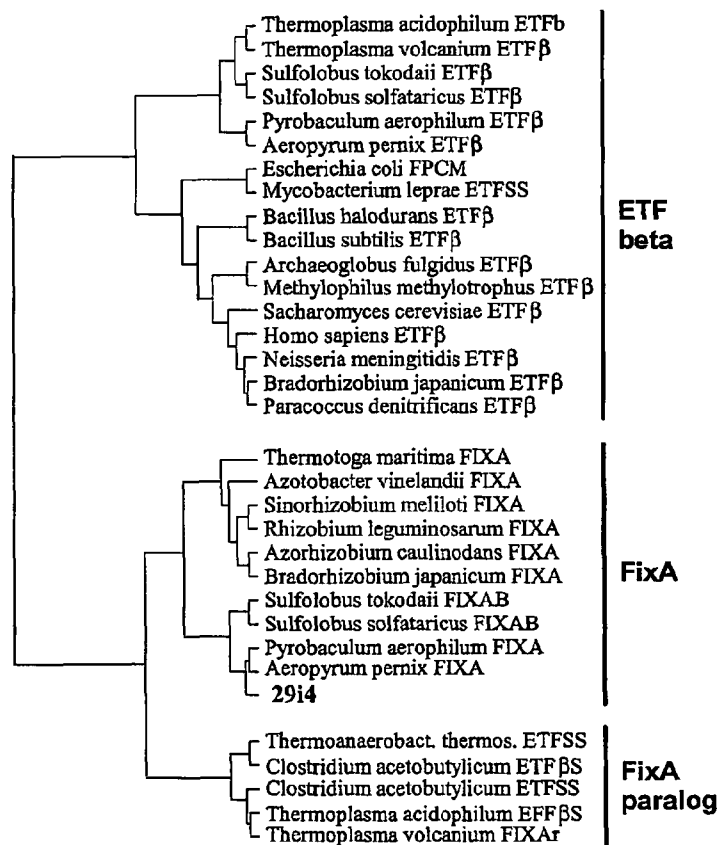 Thermoplasma acidophilum ETFb
Thermoplasma volcanium ETFβ
Sulfolobus tokodaii ETFβ
Sulfolobus solfataricus ETFβ
Pyrobaculum aerophilum ETFβ
Aeropyrum pernix ETFβ
Escherichia coli FPCM
Mycobacterium leprae ETFSS
Bacillus halodurans ETFβ
Bacillus subtilis ETFβ
Archaeoglobus fulgidus ETFβ
Methylophilus methylotrophus ETFβ
Sacharomyces cerevisiae ETFβ
Homo sapiens ETFβ
Neisseria meningitidis ETFβ
Bradorhizobium japanicum ETFβ
Paracoccus denitrificans ETFβ
ETF
beta
Thermotoga maritima FIXA
Azotobacter vinelandii FIXA
Sinorhizobium meliloti FIXA
Rhizobium leguminosarum FIXA
Azorhizobium caulinodans FIXA
Bradorhizobium japonicum FIXA
Sulfolobus tokodaii FIXAB
Sulfolobus solfataricus FIXAB
Pyrobaculum aerophilum FIXA
Aeropyrum pernix FIXA
29i4
FixA
Thermoanaerobact. thermos. ETFSS
Clostridium acetobutylicum ETFβS
Clostridium acetobutylicum ETFSS
Thermoplasma acidophilum EFFβS
Thermoplasma volcanium FIXAr
FixA
paralog